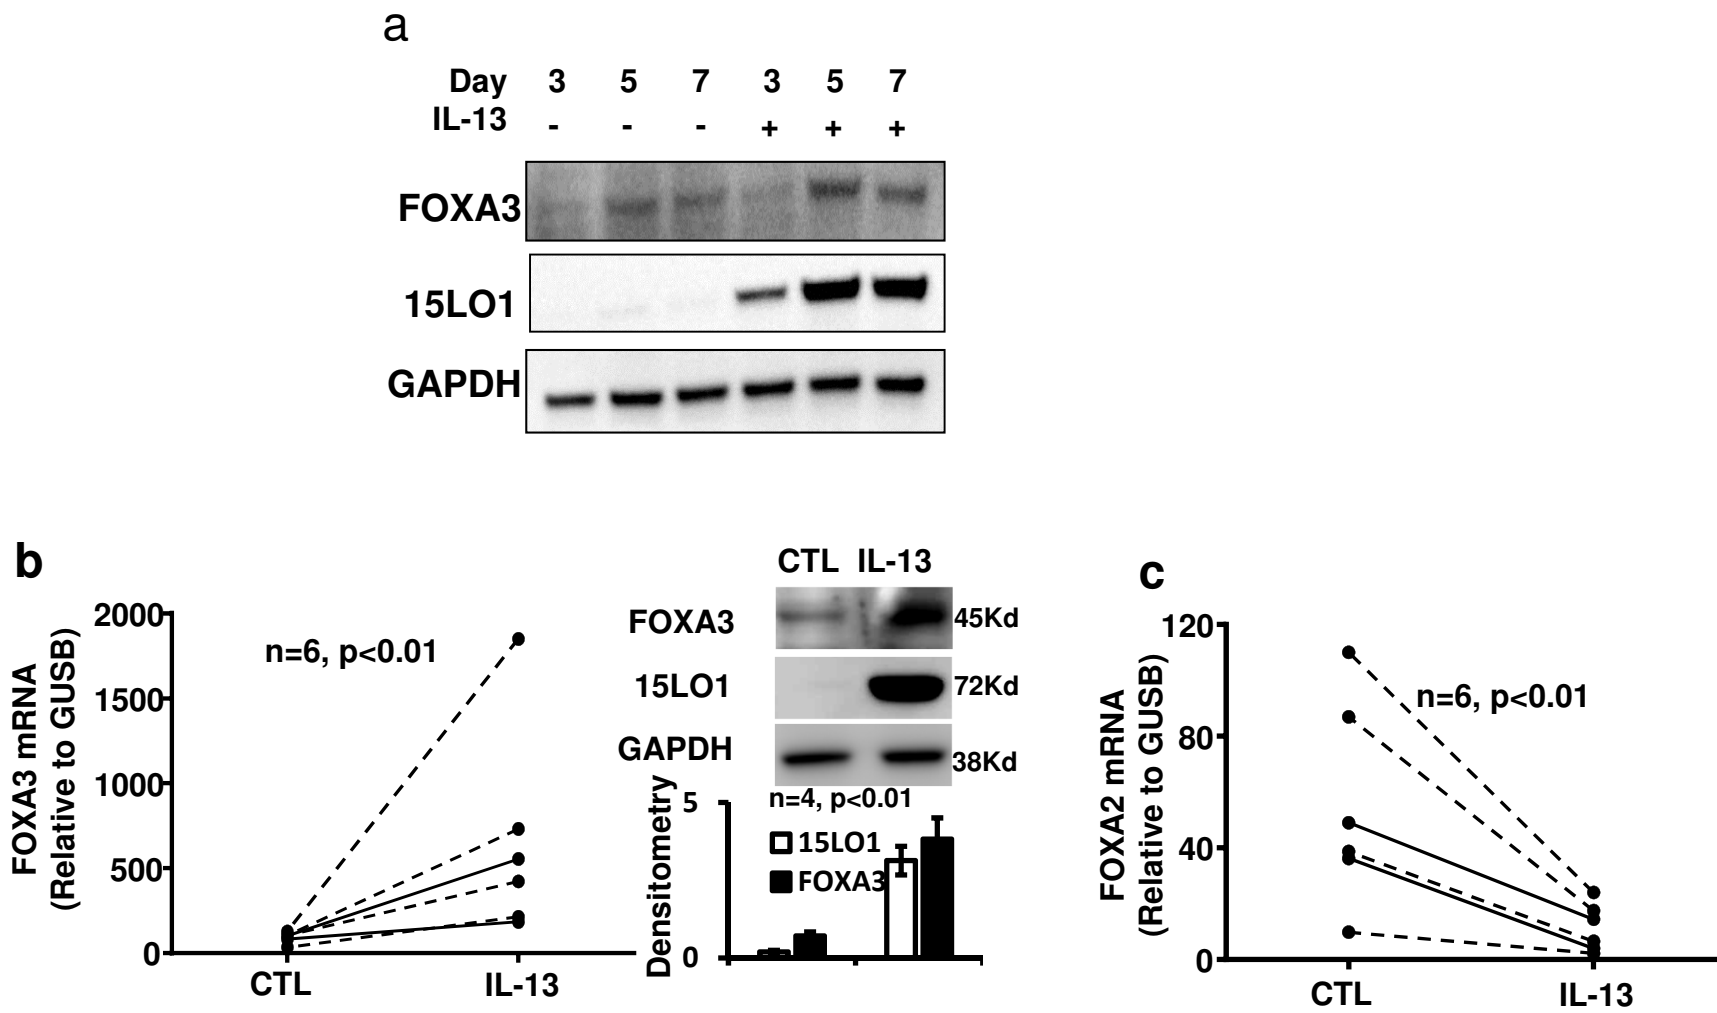 a
Day 3 5 7 3 5 7
IL-13 - - - + + +
FOXA3
15LO1
GAPDH
b
FOXA3 mRNA
(Relative to GUSB)
2000
1500
1000
500
0
n=6, p<0.01
CTL IL-13
CTL IL-13
FOXA3 45Kd
15LO1 72Kd
GAPDH 38Kd
Densitometry
5
0
n=4, p<0.01
15LO1
FOXA3
c
FOXA2 mRNA
(Relative to GUSB)
120
80
40
0
n=6, p<0.01
CTL IL-13